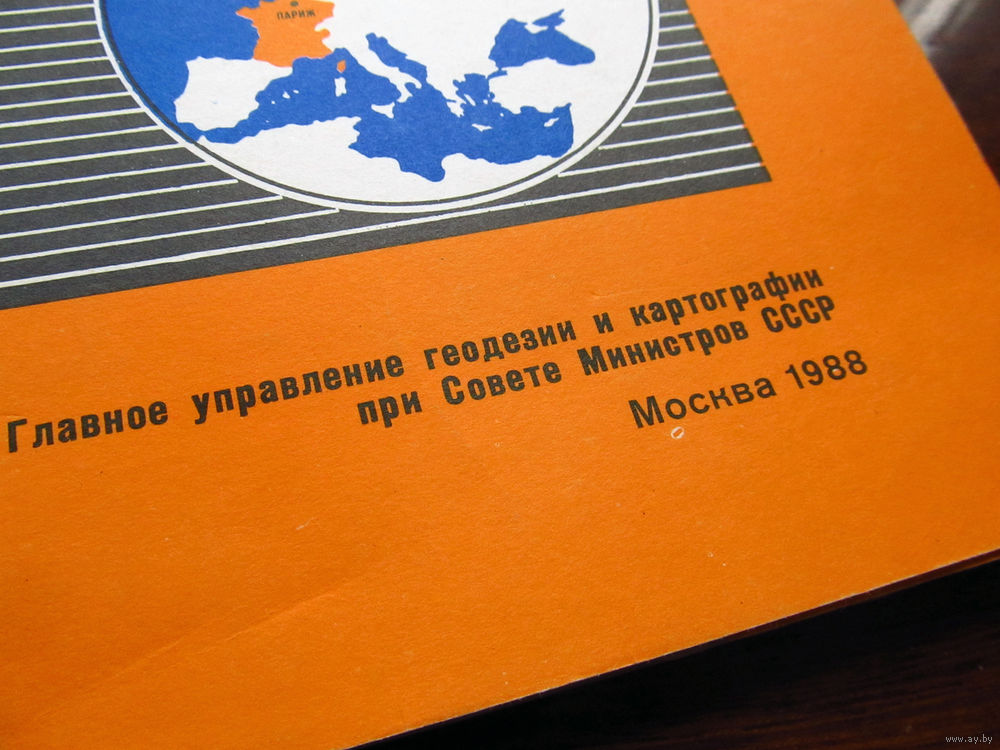 ПАРИЖ
Главное управление геодезии и картографии
при Совете Министров СССР
Москва 1988
www.ay.by